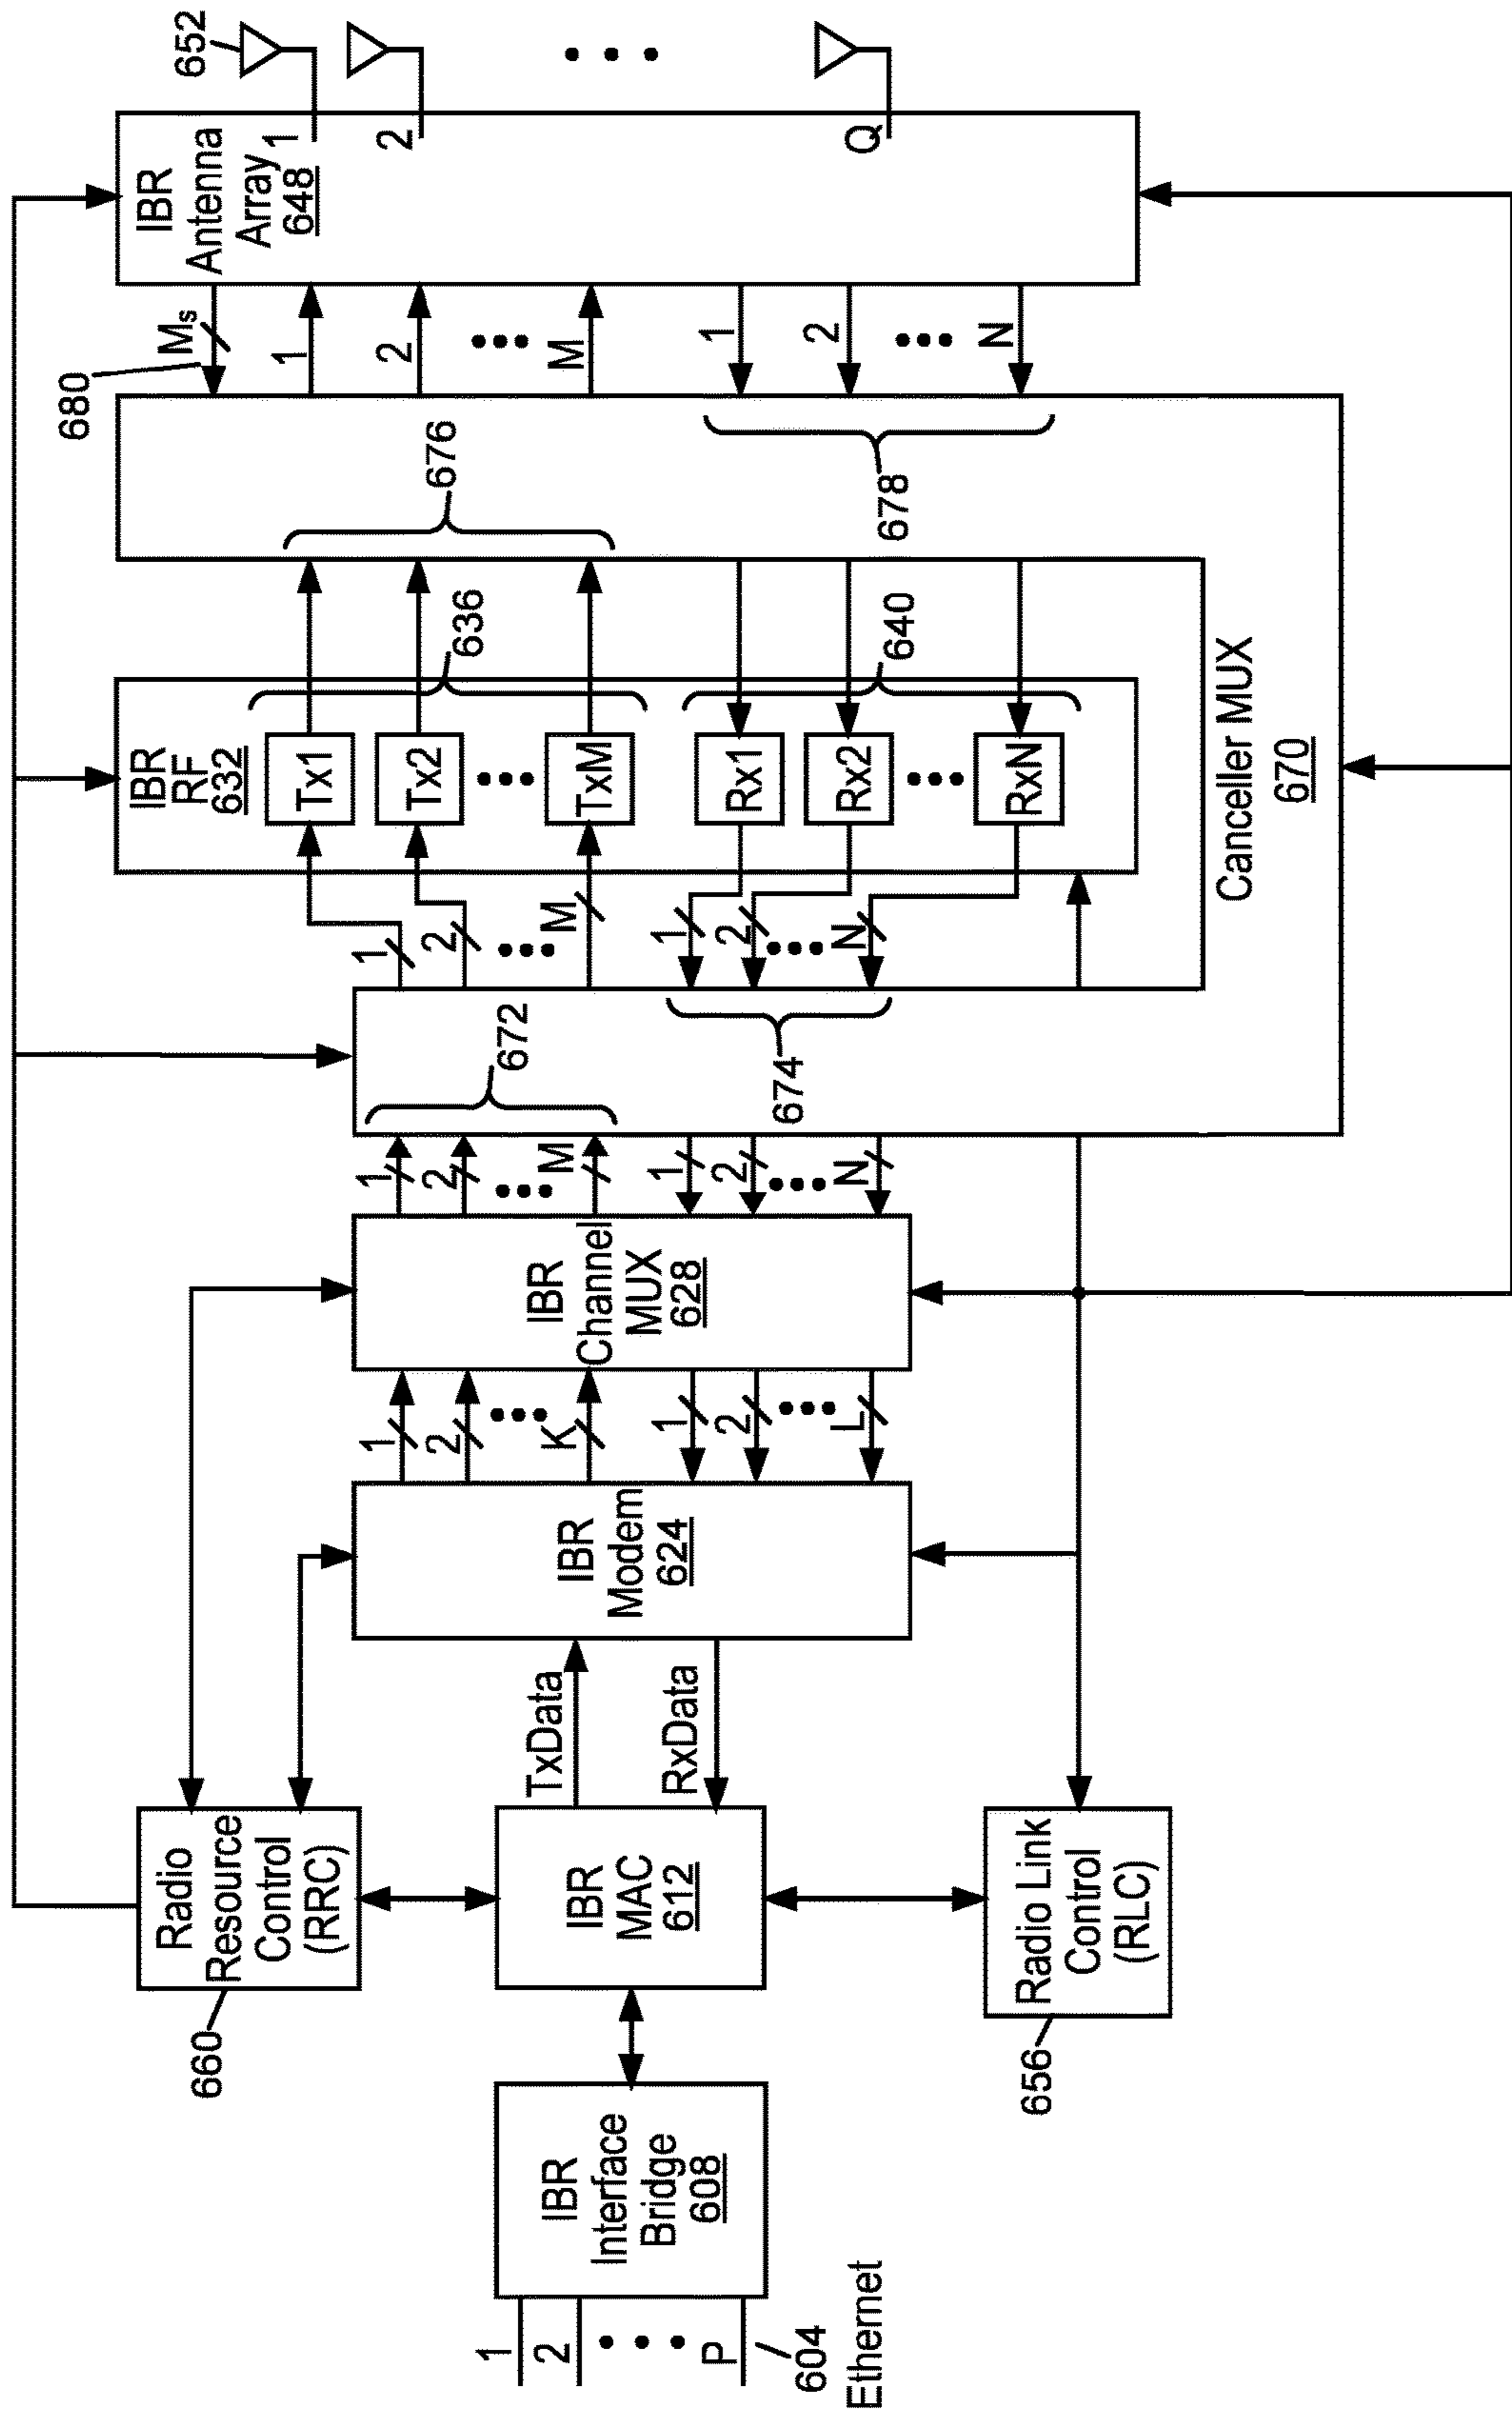 1
2
P
604
Ethernet
IBR
Interface
Bridge
608
660
Radio
Resource
Control
(RRC)
IBR
MAC
612
656
Radio Link
Control
(RLC)
TxData
RxData
IBR
Modem
624
1
2
K
1
2
L
IBR
Channel
MUX
628
1
2
M
1
2
N
672
674
1
2
M
1
2
N
IBR
RF
632
Tx1
Tx2
TxM
Rx1
Rx2
RxN
636
640
676
678
Canceller MUX
670
680
Ms
1
2
M
1
2
N
IBR
Antenna
Array
648
1
2
Q
652